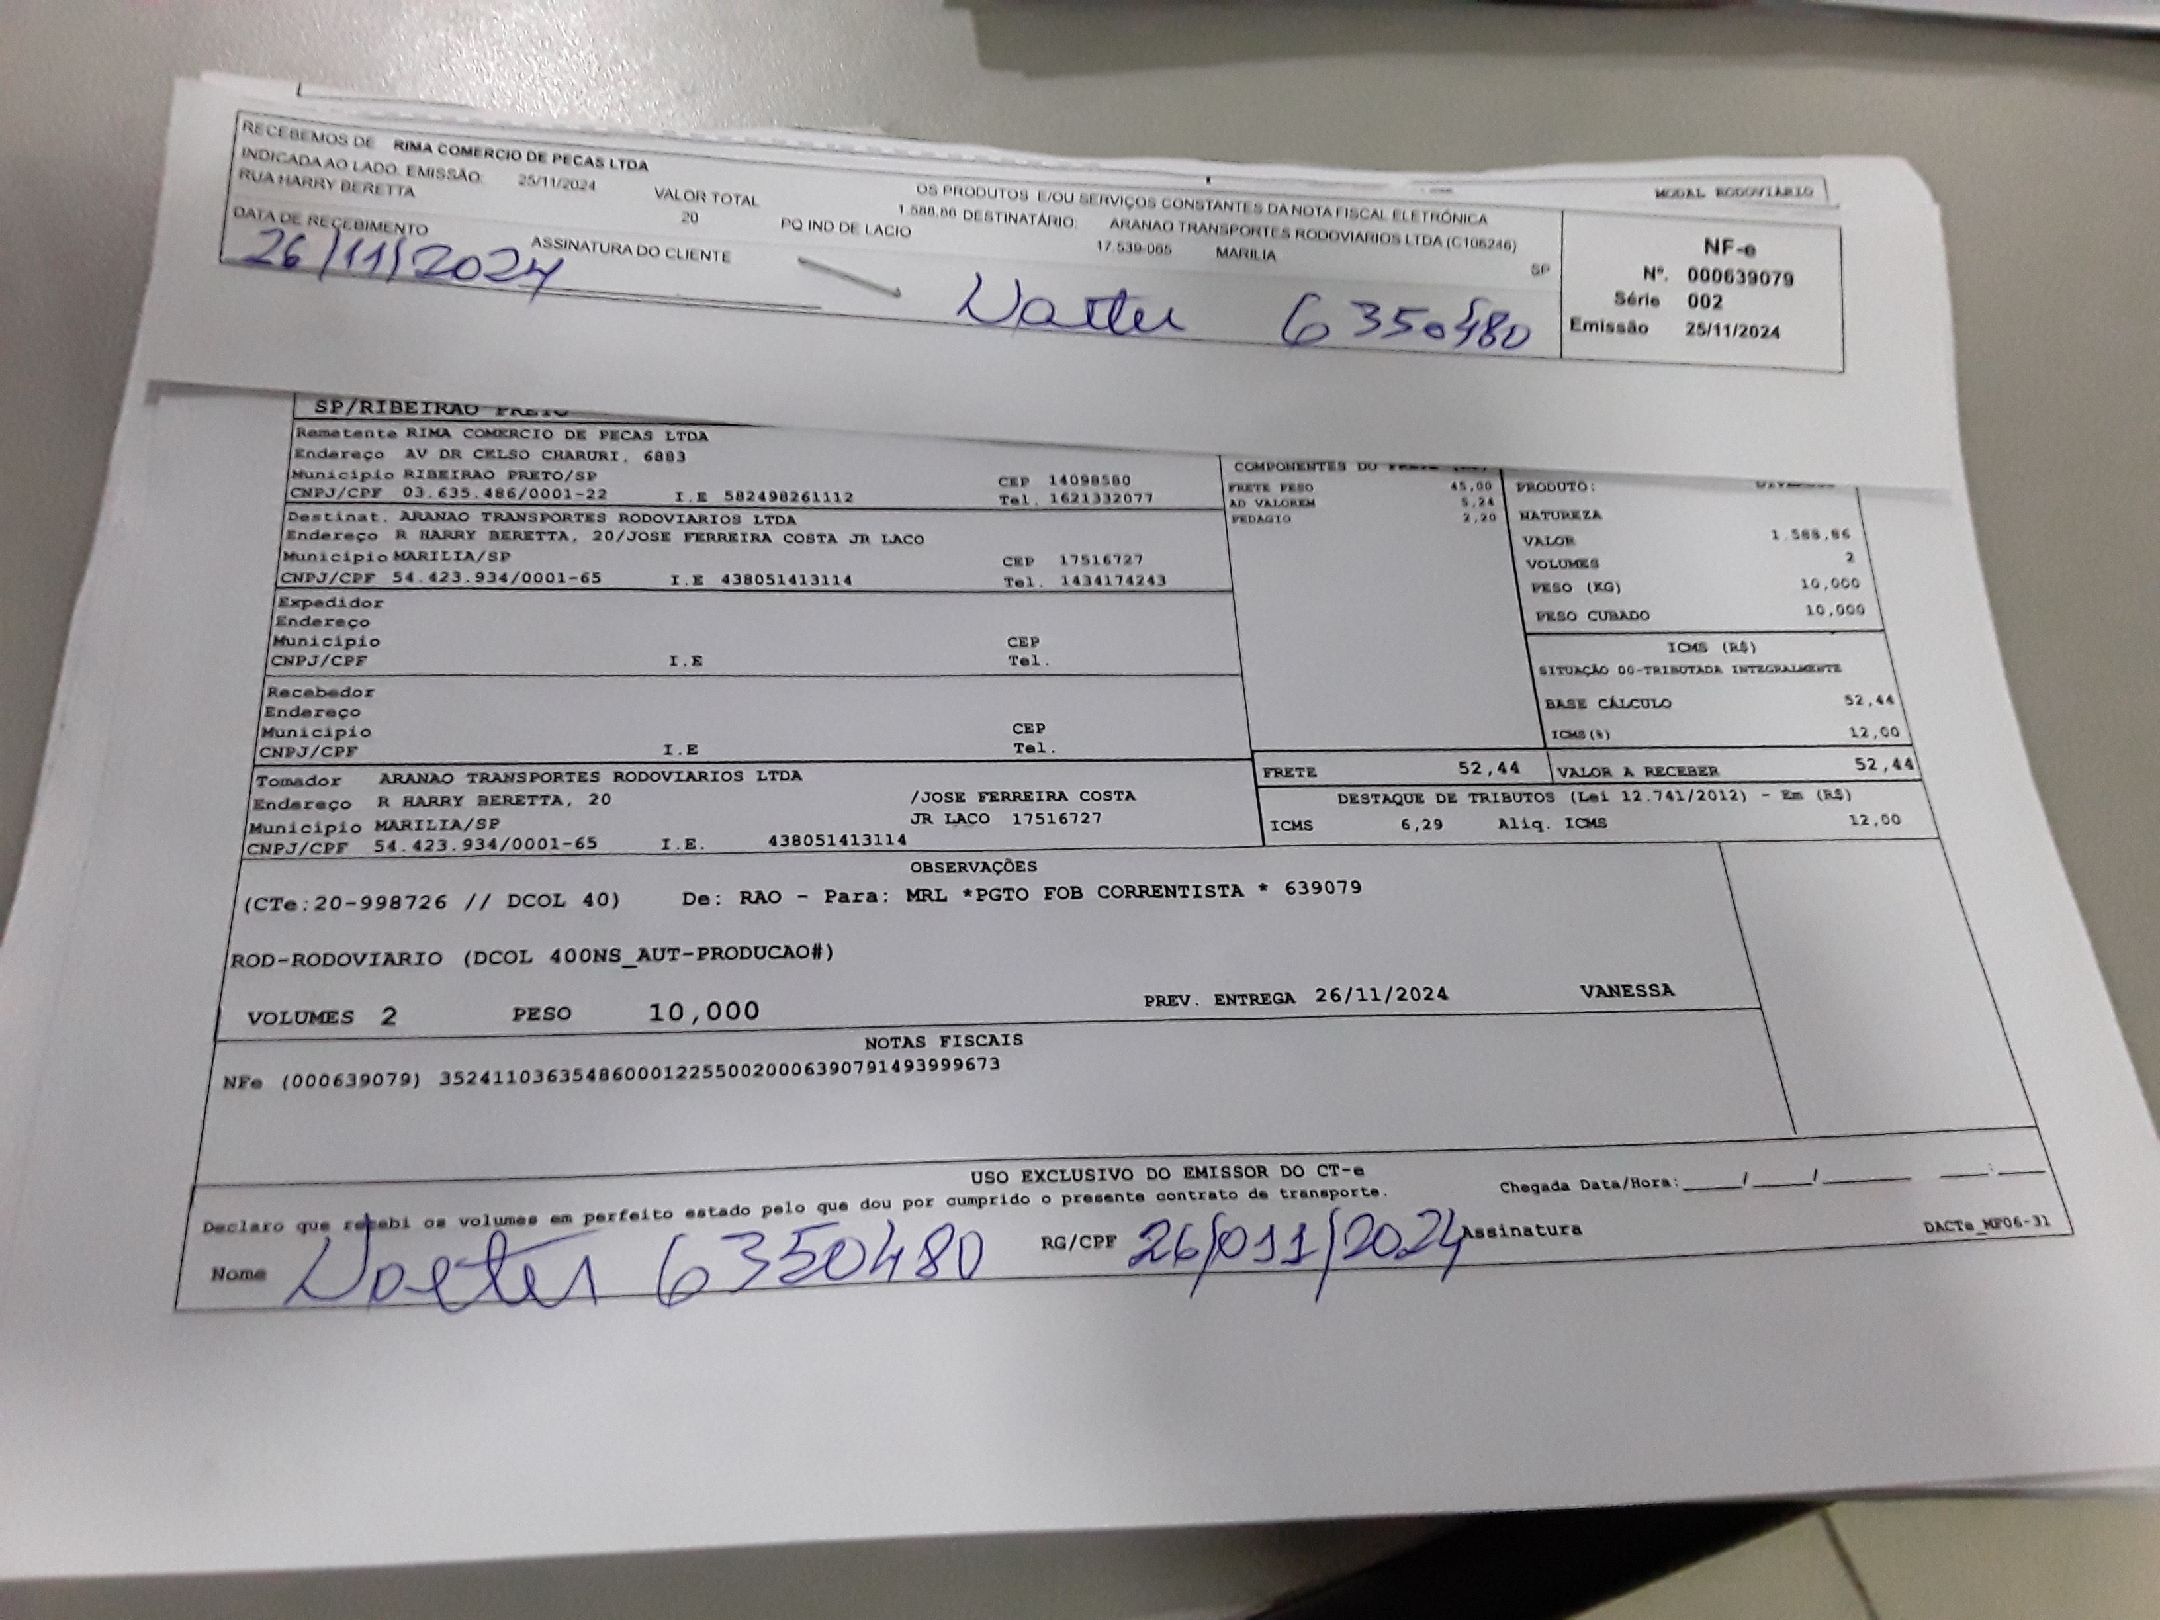 MODAL RODOVIÁRIO
RECEBEMOS DE RIMA COMERCIO DE PECAS LTDA OS PRODUTOS E/OU SERVIÇOS CONSTANTES DA NOTA FISCAL ELETRÔNICA
INDICADA AO LADO. EMISSÃO: 25/11/2024 VALOR TOTAL 1.588,86 DESTINATÁRIO: ARANAO TRANSPORTES RODOVIARIOS LTDA (C106246)
RUA HARRY BERETTA 20 PQ IND DE LACIO 17.539-065 MARILIA SP
DATA DE RECEBIMENTO ASSINATURA DO CLIENTE
26/11/2024 6350480
NF-e
Nº. 000639079
Série 002
Emissão 25/11/2024
SP/RIBEIRAO PRETO
Remetente RIMA COMERCIO DE PECAS LTDA
Endereço AV DR CELSO CHARURI, 6883
Município RIBEIRAO PRETO/SP CEP 14098580
CNPJ/CPF 03.635.486/0001-22 I.E 582498261112 Tel. 1621332077
Destinat. ARANAO TRANSPORTES RODOVIARIOS LTDA
Endereço R HARRY BERETTA, 20/JOSE FERREIRA COSTA JR LACO
Município MARILIA/SP CEP 17516727
CNPJ/CPF 54.423.934/0001-65 I.E 438051413114 Tel. 1434174243
Expedidor
Endereço
Município CEP
CNPJ/CPF I.E Tel.
Recebedor
Endereço
Município CEP
CNPJ/CPF I.E Tel.
Tomador ARANAO TRANSPORTES RODOVIARIOS LTDA
Endereço R HARRY BERETTA, 20 /JOSE FERREIRA COSTA
Município MARILIA/SP JR LACO 17516727
CNPJ/CPF 54.423.934/0001-65 I.E. 438051413114
COMPONENTES DO
FRETE PESO 45,00
AD VALOREM 5,24
PEDAGIO 2,20
PRODUTO:
NATUREZA
VALOR 1.588,86
VOLUMES 2
PESO (KG) 10,000
PESO CUBADO 10,000
ICMS (R$)
SITUAÇÃO 00-TRIBUTADA INTEGRALMENTE
BASE CÁLCULO 52,44
ICMS(%) 12,00
FRETE 52,44 VALOR A RECEBER 52,44
DESTAQUE DE TRIBUTOS (Lei 12.741/2012) - Em (R$)
ICMS 6,29 Aliq. ICMS 12,00
OBSERVAÇÕES
(CTe:20-998726 // DCOL 40) De: RAO - Para: MRL *PGTO FOB CORRENTISTA * 639079
ROD-RODOVIARIO (DCOL 400NS_AUT-PRODUCAO#)
VOLUMES 2 PESO 10,000 PREV. ENTREGA 26/11/2024 VANESSA
NOTAS FISCAIS
NFe (000639079) 35241103635486000122550020006390791493999673
USO EXCLUSIVO DO EMISSOR DO CT-e
Declaro que recebi os volumes em perfeito estado pelo que dou por cumprido o presente contrato de transporte. Chegada Data/Hora:_____/_____/_______ ____:____
Nome 6350480 RG/CPF 26/011/2024 Assinatura DACTe_MF06-31